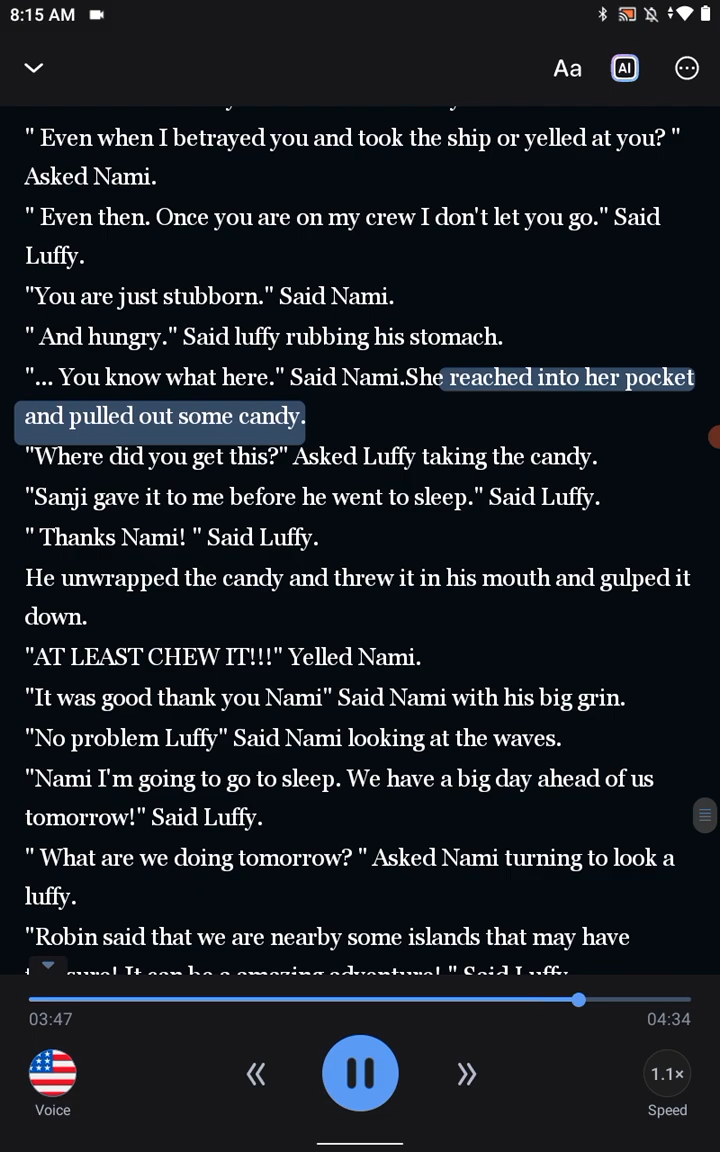 8:15 AM
Aa
AI
" Even when I betrayed you and took the ship or yelled at you? "
Asked Nami.
" Even then. Once you are on my crew I don't let you go." Said
Luffy.
"You are just stubborn." Said Nami.
" And hungry." Said luffy rubbing his stomach.
"... You know what here." Said Nami.She reached into her pocket
and pulled out some candy.
"Where did you get this?" Asked Luffy taking the candy.
"Sanji gave it to me before he went to sleep." Said Luffy.
" Thanks Nami! " Said Luffy.
He unwrapped the candy and threw it in his mouth and gulped it
down.
"AT LEAST CHEW IT!!!" Yelled Nami.
"It was good thank you Nami" Said Nami with his big grin.
"No problem Luffy" Said Nami looking at the waves.
"Nami I'm going to go to sleep. We have a big day ahead of us
tomorrow!" Said Luffy.
" What are we doing tomorrow? " Asked Nami turning to look a
luffy.
"Robin said that we are nearby some islands that may have
It can be a amazing adventure! " Said Luffy
03:47
04:34
1.1×
Voice
Speed